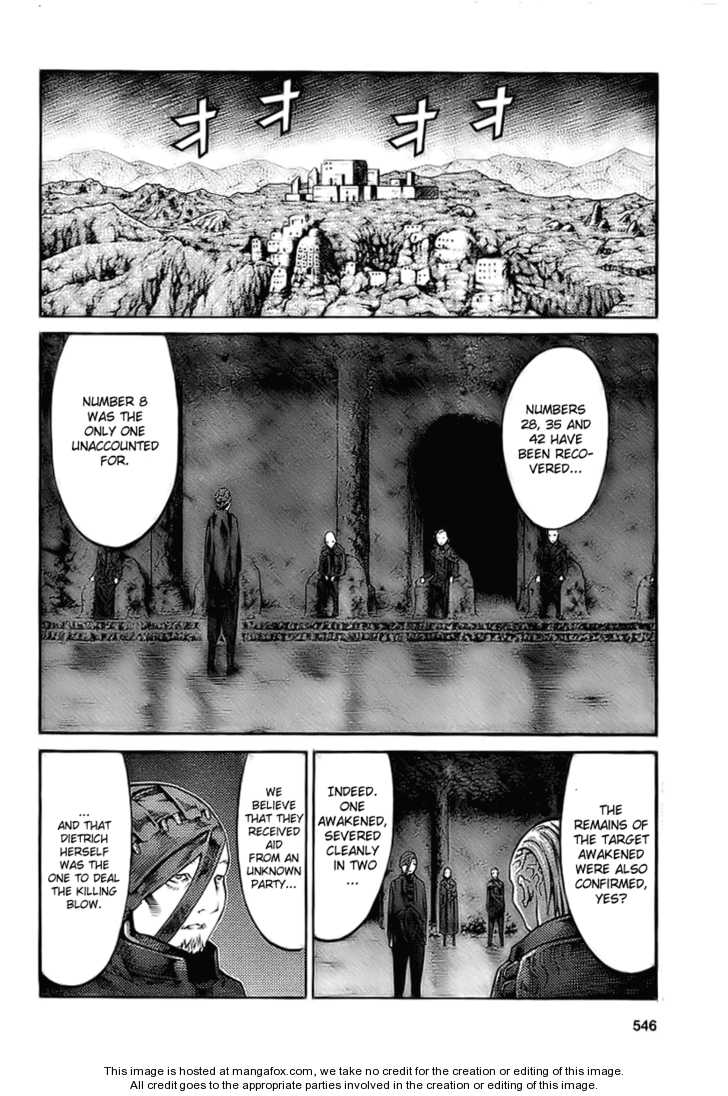 オ オ オ オ
NUMBERS
28, 35 AND
42 HAVE
BEEN RECO-
VERED...
NUMBER 8
WAS THE
ONLY ONE
UNACCOUNTED
FOR.
THE
REMAINS OF
THE TARGET
AWAKENED
WERE ALSO
CONFIRMED,
YES?
INDEED.
ONE
AWAKENED,
SEVERED
CLEANLY
IN TWO
...
WE
BELIEVE
THAT THEY
RECEIVED
AID
FROM AN
UNKNOWN
PARTY...
...
AND THAT
DIETRICH
HERSELF
WAS THE
ONE TO DEAL
THE KILLING
BLOW.
546
This image is hosted at mangafox.com, we take no credit for the creation or editing of this image.
All credit goes to the appropriate parties involved in the creation or editing of this image.